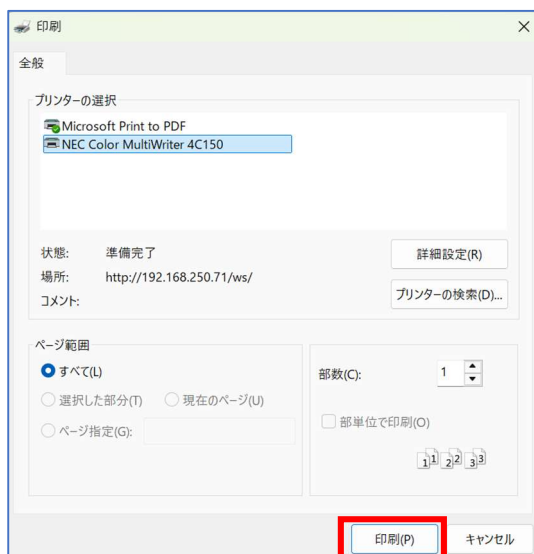 印刷
全般
プリンターの選択
Microsoft Print to PDF
NEC Color MultiWriter 4C150
状態: 準備完了
詳細設定(R)
場所: http://192.168.250.71/ws/
プリンターの検索(D)...
コメント:
ページ範囲
すべて(L)
選択した部分(T) 現在のページ(U)
ページ指定(G):
部数(C): 1
部単位で印刷(O)
1 1 2 2 3 3
印刷(P) キャンセル